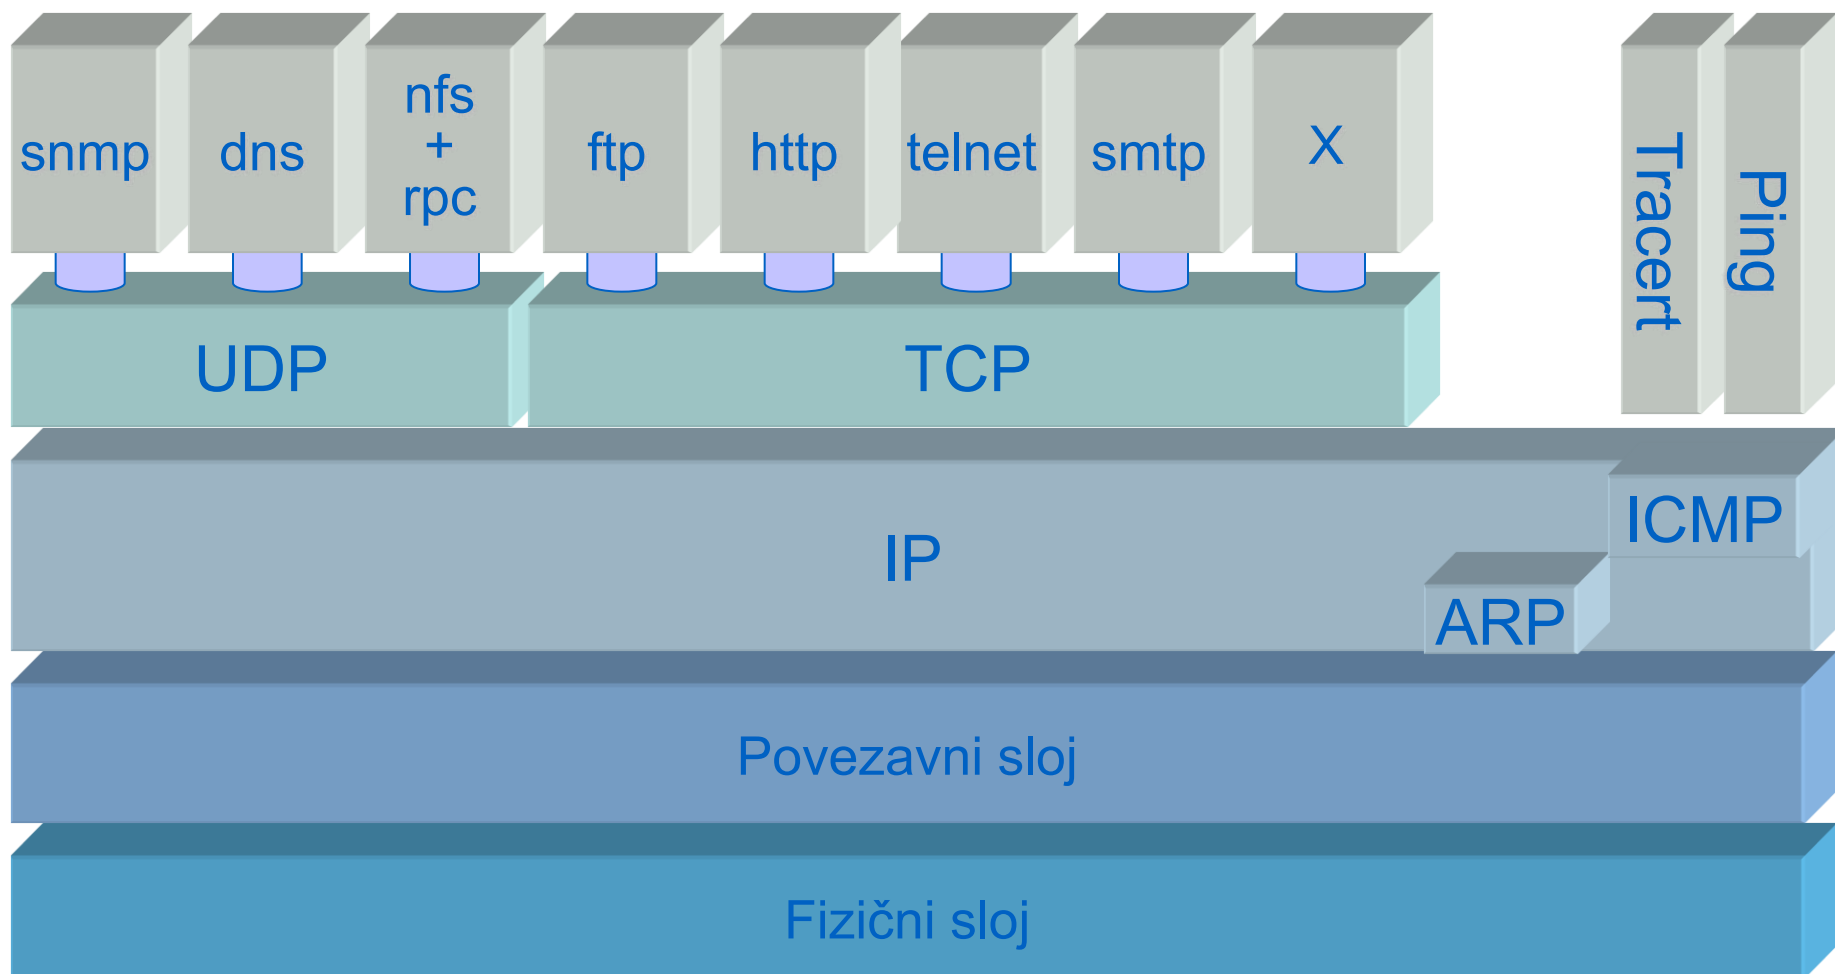 snmp
dns
nfs
+
rpc
ftp
http
telnet
smtp
X
Tracert
Ping
UDP
TCP
IP
ICMP
ARP
Povezavni sloj
Fizični sloj